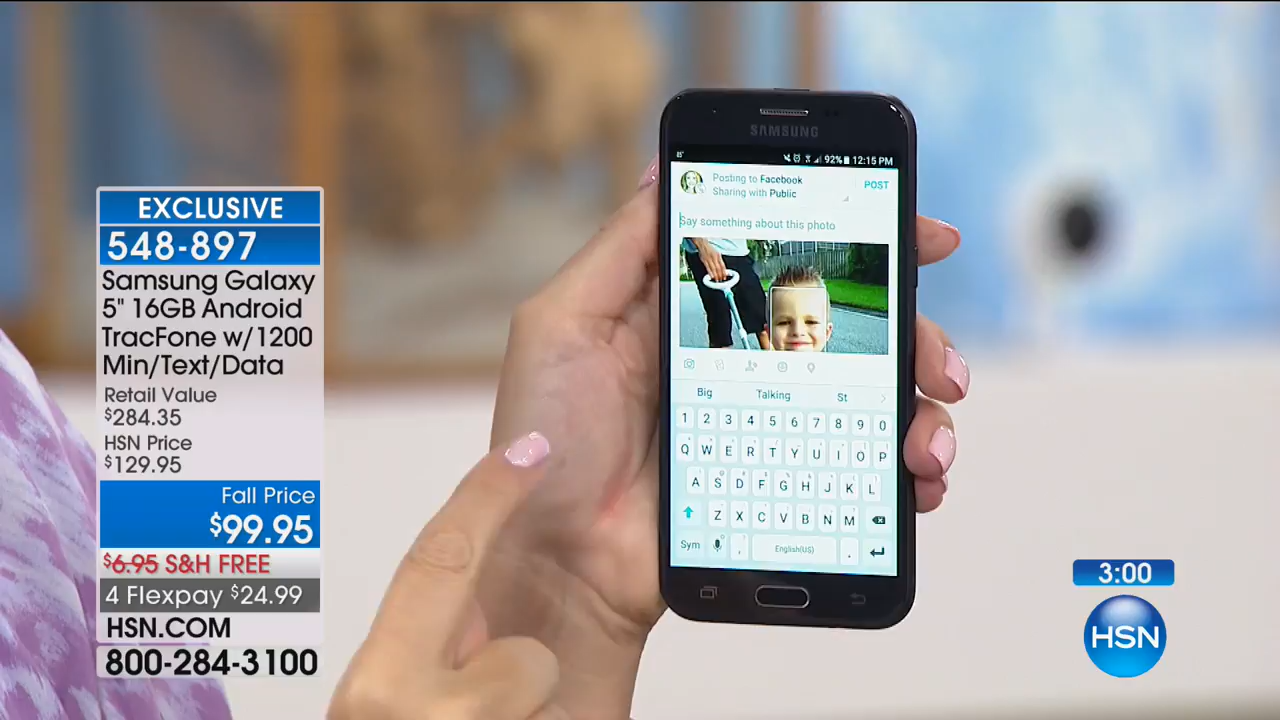 EXCLUSIVE
548-897
Samsung Galaxy
5" 16GB Android
TracFone w/1200
Min/Text/Data
Retail Value
$284.35
HSN Price
$129.95
Fall Price
$99.95
$6.95 S&H FREE
4 Flexpay $24.99
HSN.COM
800-284-3100
SAMSUNG
85° 92% 12:15 PM
Posting to Facebook
Sharing with Public
POST
Say something about this photo
Big Talking St
1 2 3 4 5 6 7 8 9 0
Q W E R T Y U I O P
A S D F G H J K L
Z X C V B N M
Sym , English(US) .
3:00
HSN